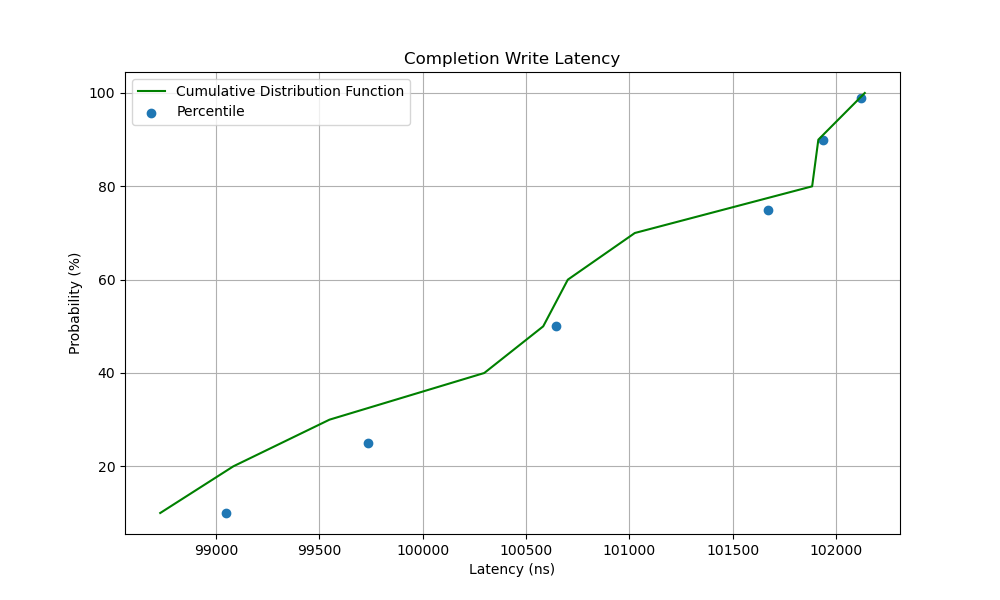 Completion Write Latency
Cumulative Distribution Function
Percentile
100
80
60
40
20
Probability (%)
99000 99500 100000 100500 101000 101500 102000
Latency (ns)